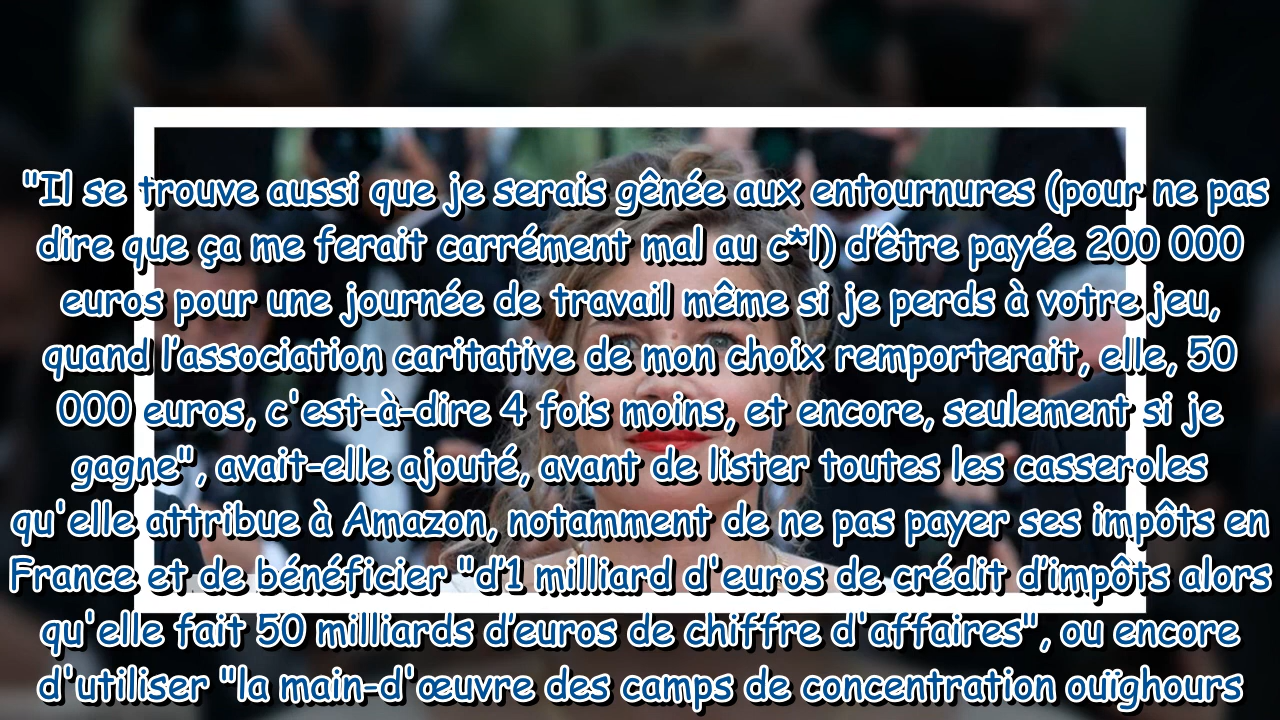 "Il se trouve aussi que je serais gênée aux entournures (pour ne pas
dire que ça me ferait carrément mal au c*l) d’être payée 200 000
euros pour une journée de travail même si je perds à votre jeu,
quand l’association caritative de mon choix remporterait, elle, 50
000 euros, c'est-à-dire 4 fois moins, et encore, seulement si je
gagne", avait-elle ajouté, avant de lister toutes les casseroles
qu'elle attribue à Amazon, notamment de ne pas payer ses impôts en
France et de bénéficier "d’1 milliard d'euros de crédit d’impôts alors
qu'elle fait 50 milliards d’euros de chiffre d'affaires", ou encore
d'utiliser "la main-d'œuvre des camps de concentration ouïghours